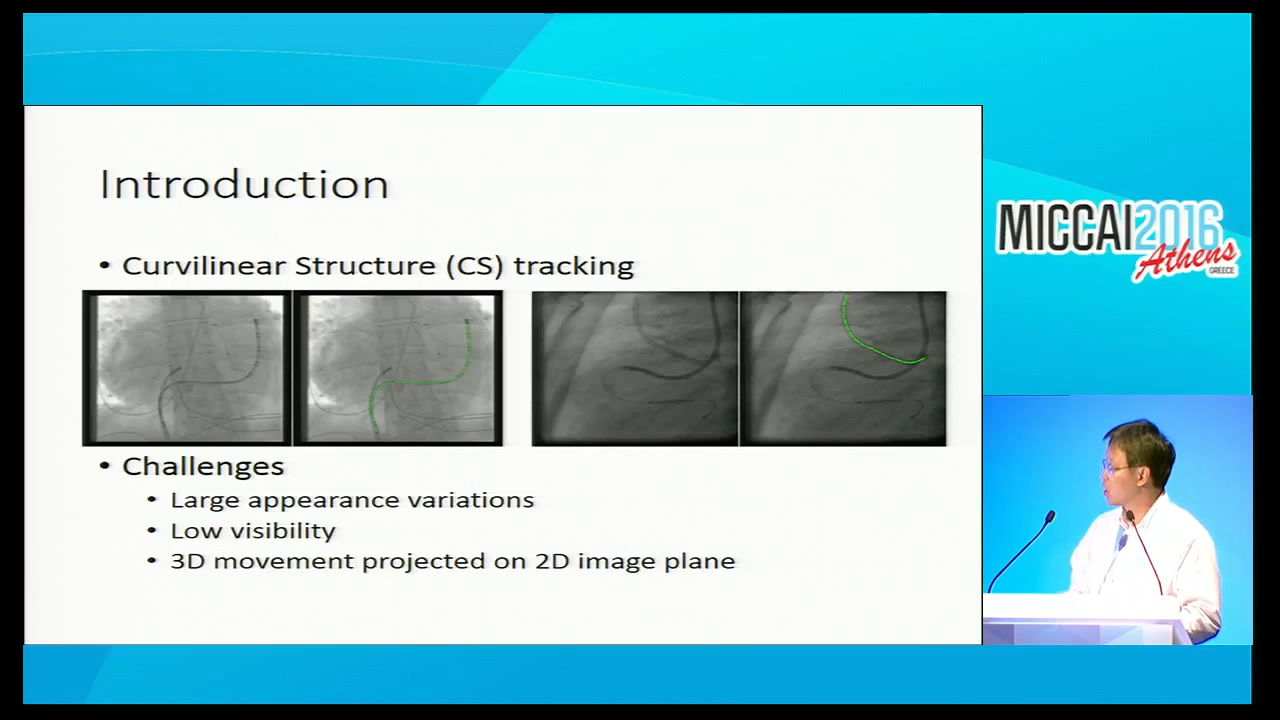 Introduction
• Curvilinear Structure (CS) tracking
• Challenges
• Large appearance variations
• Low visibility
• 3D movement projected on 2D image plane
MICCAI2016
Athens
GREECE